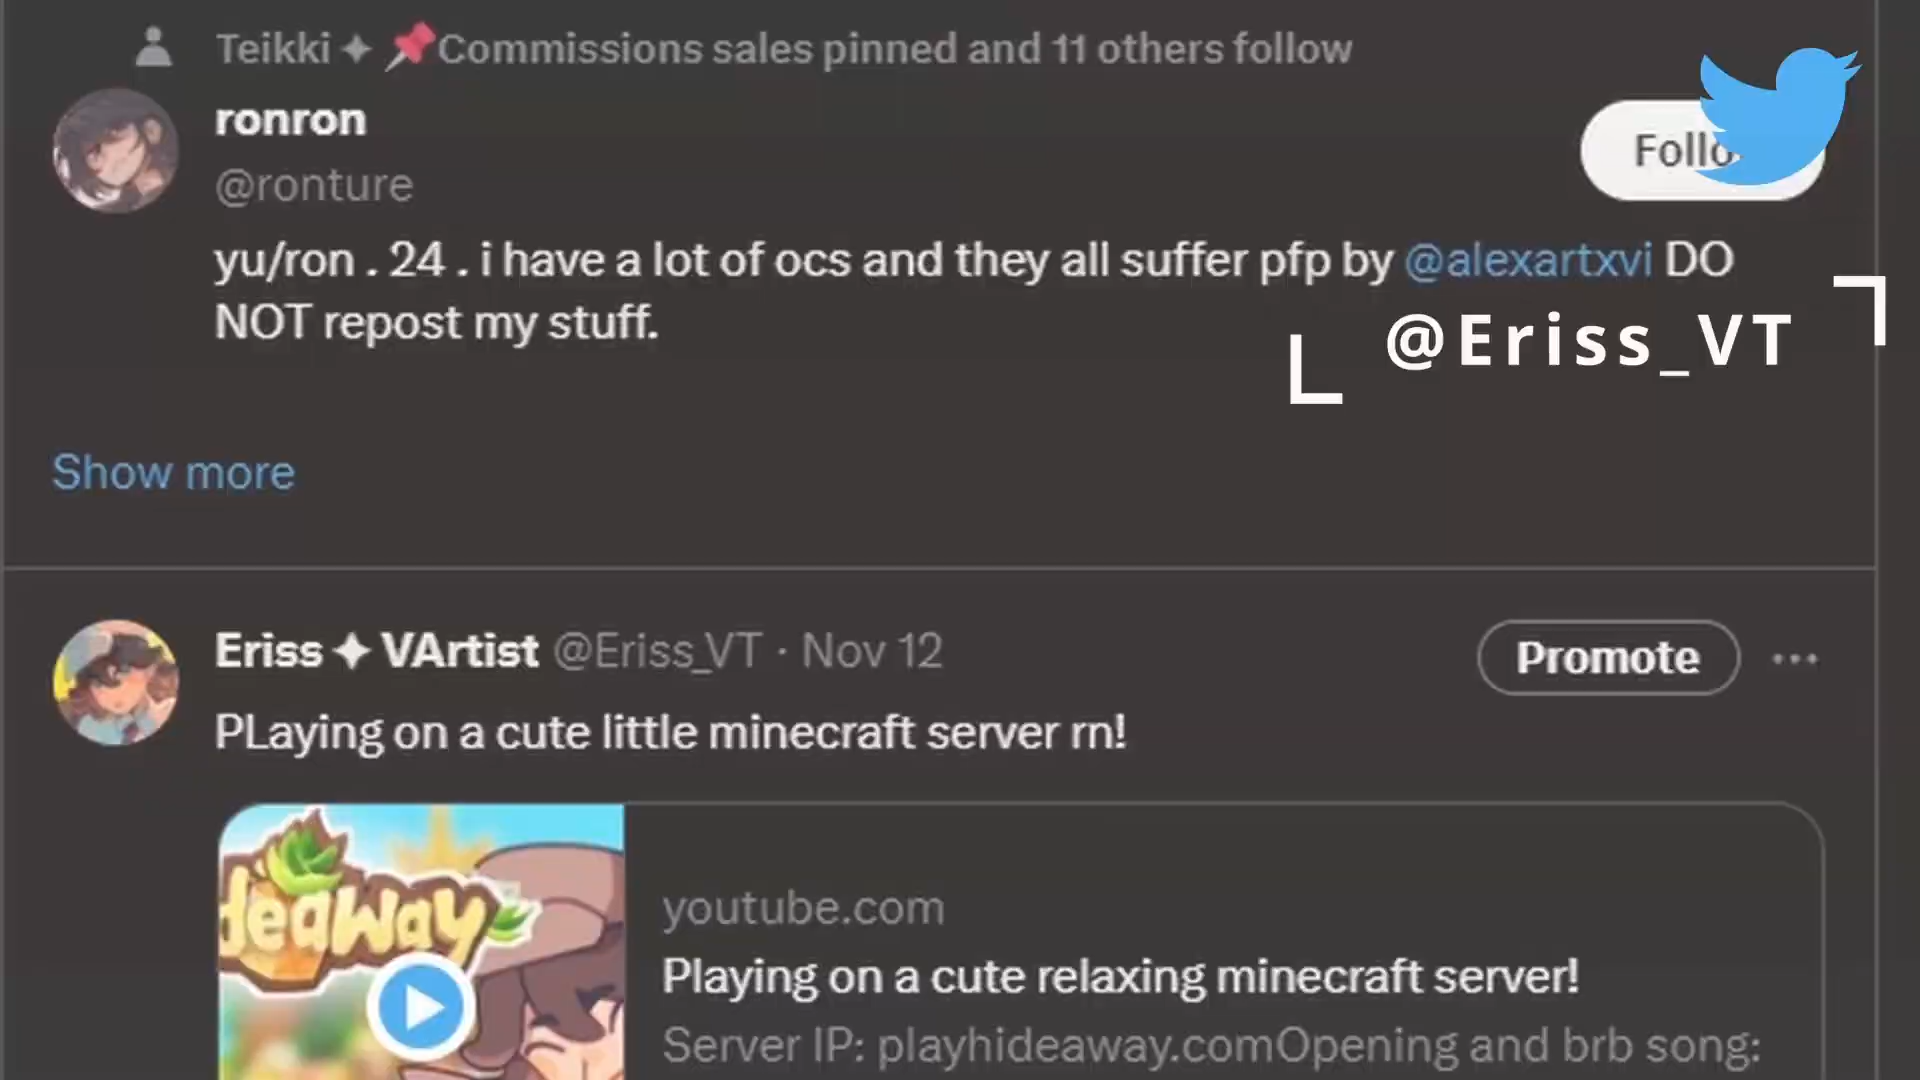 Teikki ✦ 📌Commissions sales pinned and 11 others follow
ronron
@ronture
Follo
yu/ron . 24 . i have a lot of ocs and they all suffer pfp by @alexartxvi DO
NOT repost my stuff.
@Eriss_VT
Show more
Eriss ✦ VArtist @Eriss_VT · Nov 12
Promote
PLaying on a cute little minecraft server rn!
deaway
youtube.com
Playing on a cute relaxing minecraft server!
Server IP: playhideaway.comOpening and brb song: